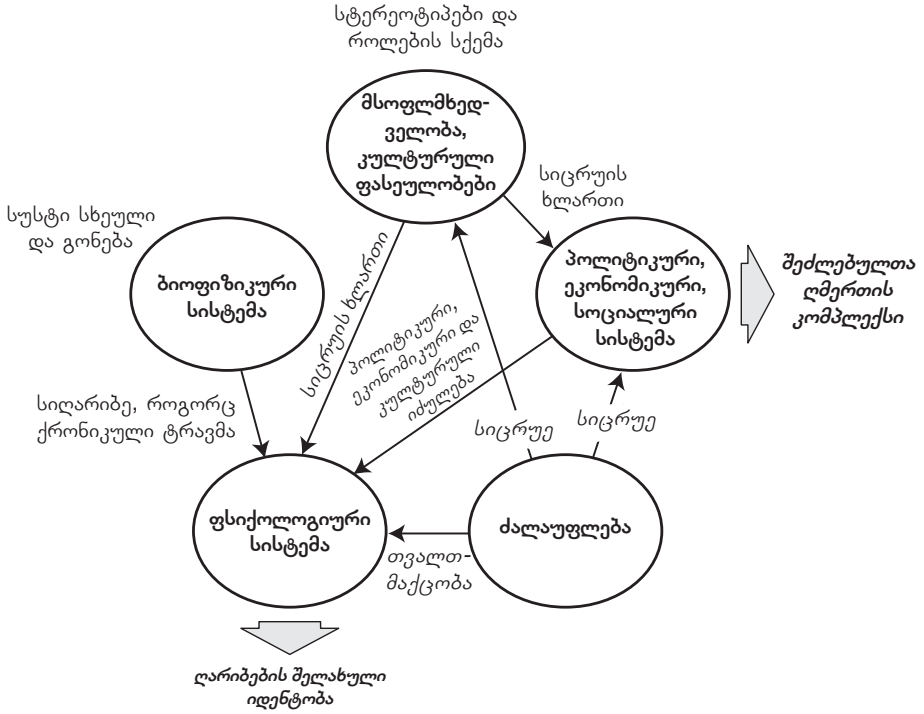 სტერეოტიპები და
როლების სქემა
მსოფლმხედ-
ველობა,
კულტურული
ფასეულობები
სიცრუის
ხლართი
სუსტი სხეული
და გონება
ბიოფიზიკური
სისტემა
პოლიტიკური,
ეკონომიკური,
სოციალური
სისტემა
შეძლებულთა
ღმერთის
კომპლექსი
სიცრუის ხლართი
პოლიტიკური,
ეკონომიკური და
კულტურული
იძულება
სიღარიბე, როგორც
ქრონიკული ტრავმა
სიცრუე
სიცრუე
ფსიქოლოგიური
სისტემა
ძალაუფლება
თვალთ-
მაქცობა
ღარიბების შელახული
იდენტობა